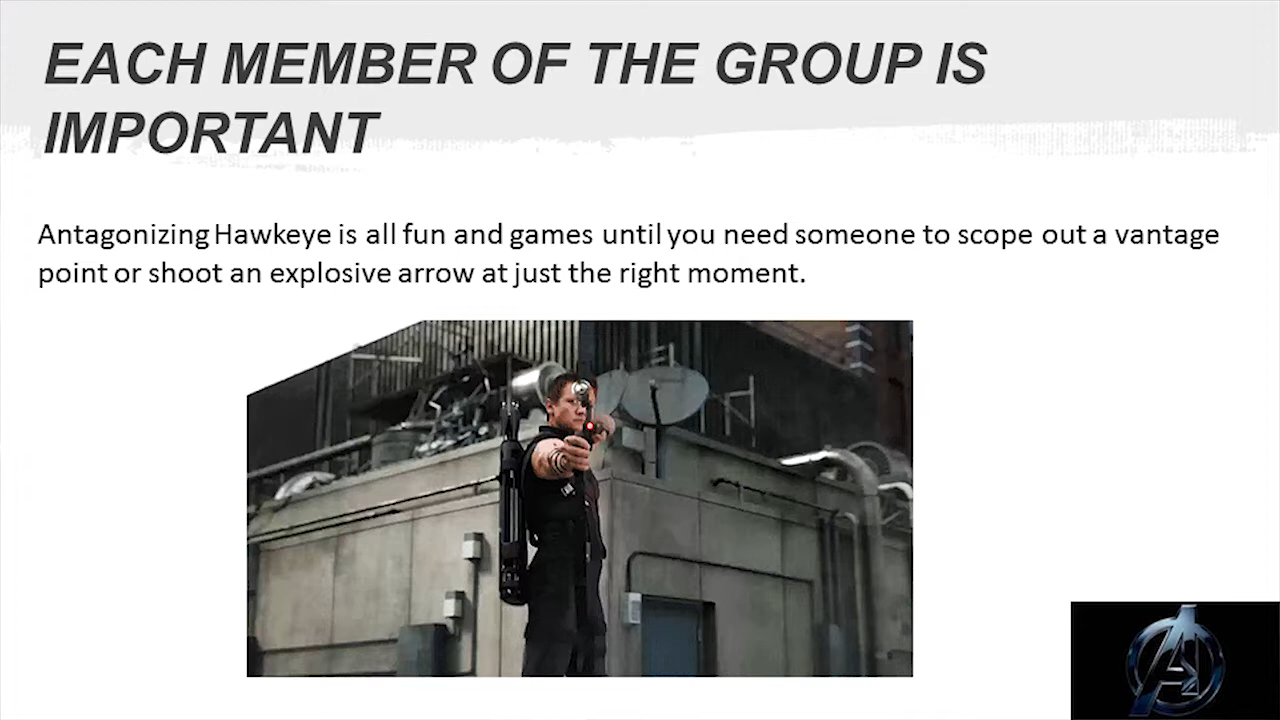 EACH MEMBER OF THE GROUP IS
IMPORTANT
Antagonizing Hawkeye is all fun and games until you need someone to scope out a vantage
point or shoot an explosive arrow at just the right moment.